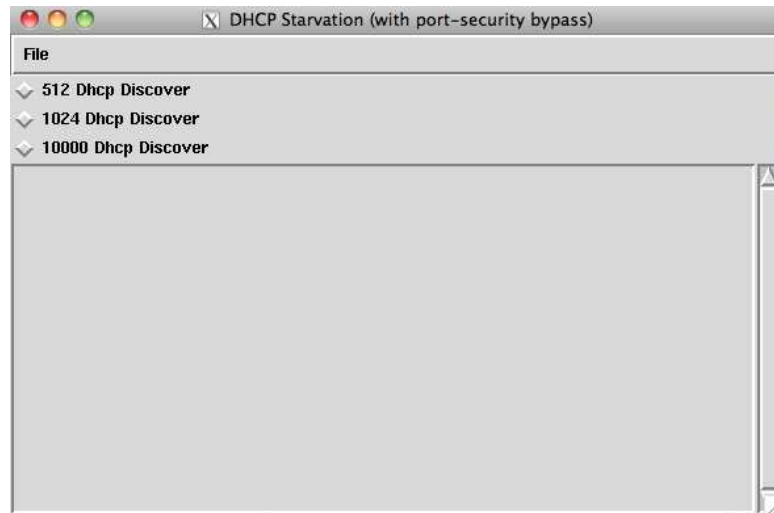 DHCP Starvation (with port-security bypass)
File
512 Dhcp Discover
1024 Dhcp Discover
10000 Dhcp Discover